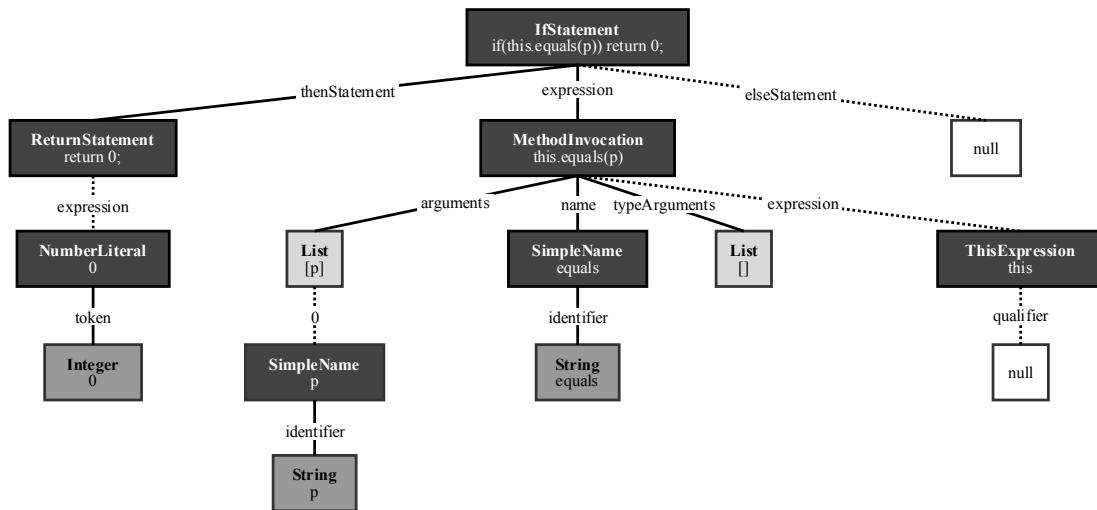 IfStatement
if(this.equals(p)) return 0;
thenStatement
expression
elseStatement
ReturnStatement
return 0;
MethodInvocation
this.equals(p)
null
expression
arguments
name
typeArguments
expression
NumberLiteral
0
List
[p]
SimpleName
equals
List
[]
ThisExpression
this
token
0
identifier
qualifier
Integer
0
SimpleName
p
String
equals
null
identifier
String
p